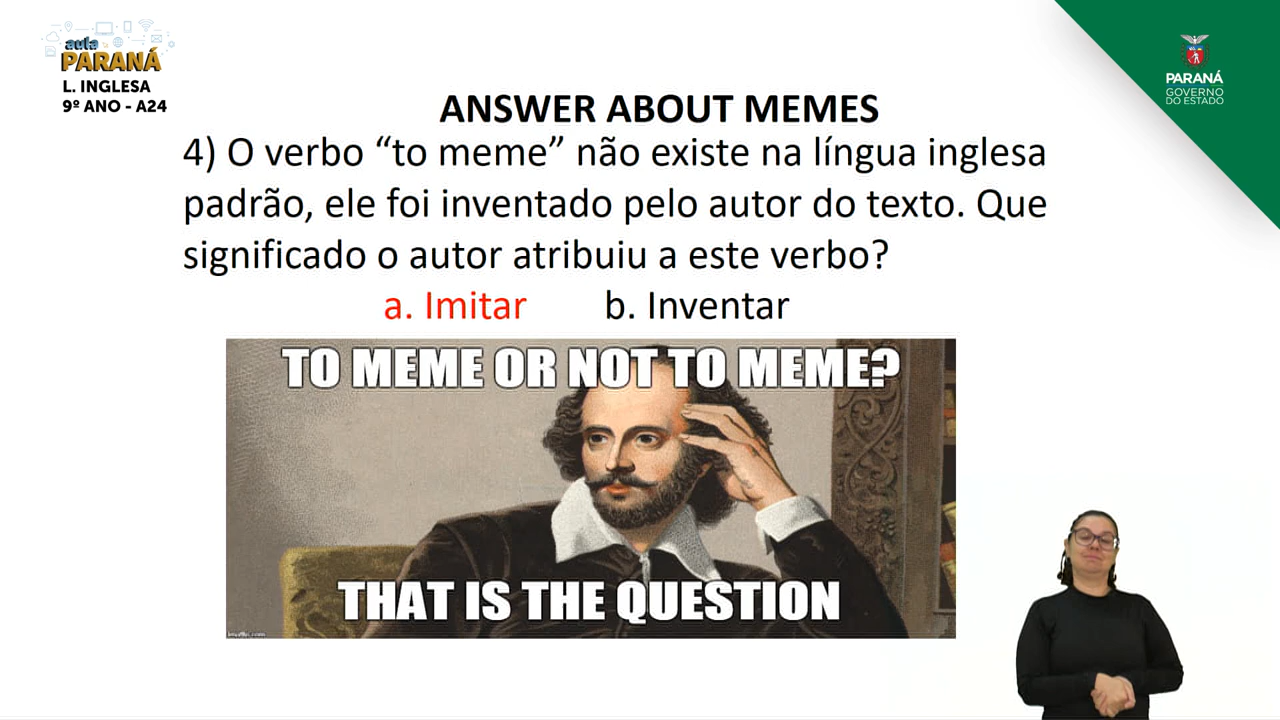 aula
PARANÁ
L. INGLESA
9º ANO - A24
PARANÁ
GOVERNO
DO ESTADO
ANSWER ABOUT MEMES
4) O verbo “to meme” não existe na língua inglesa
padrão, ele foi inventado pelo autor do texto. Que
significado o autor atribuiu a este verbo?
a. Imitar b. Inventar
TO MEME OR NOT TO MEME?
THAT IS THE QUESTION
imgflip.com